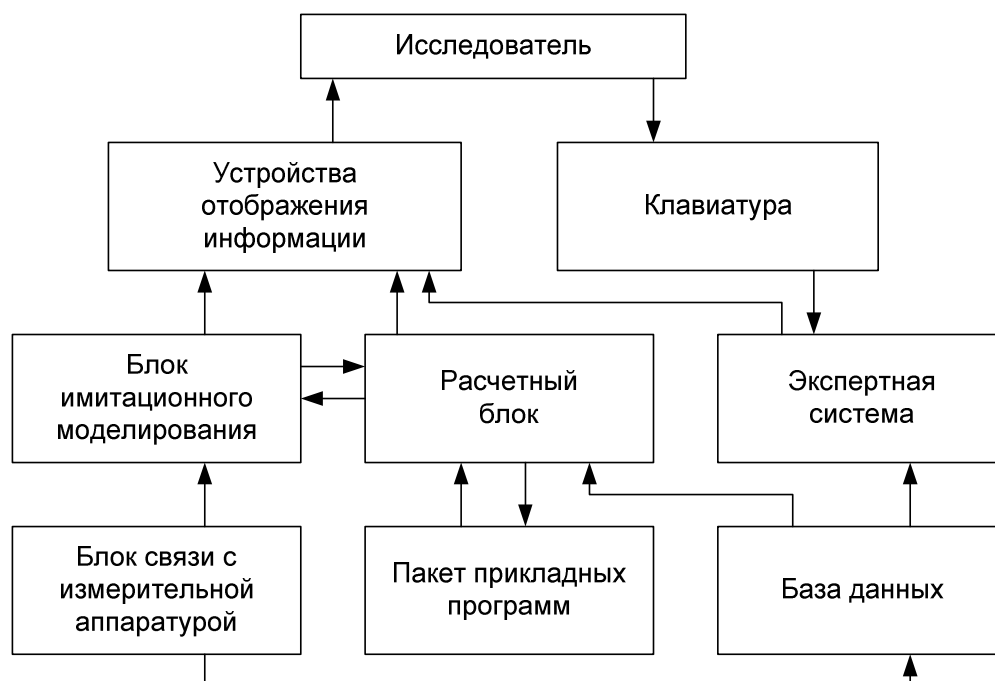 Исследователь
Устройства
отображения
информации
Клавиатура
Блок
имитационного
моделирования
Расчетный
блок
Экспертная
система
Блок связи с
измерительной
аппаратурой
Пакет прикладных
программ
База данных